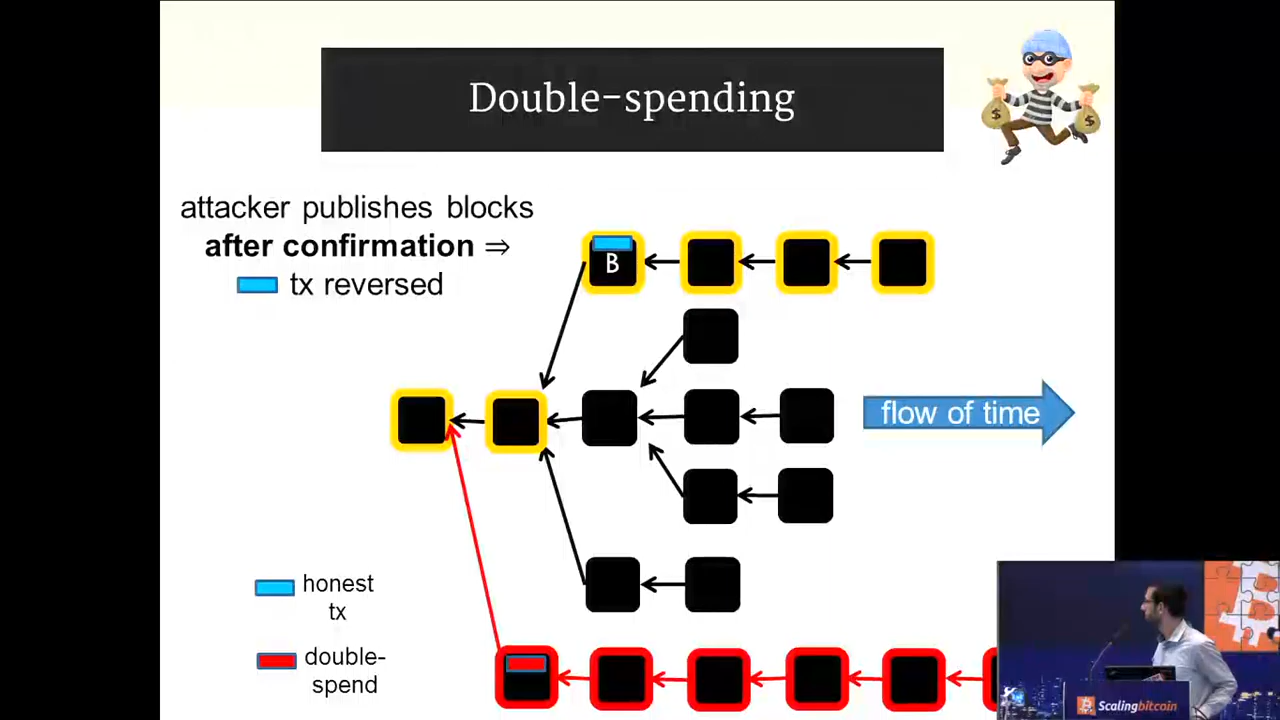 Double-spending
$
$
attacker publishes blocks
after confirmation ⇒
tx reversed
B
flow of time
honest
tx
double-
spend
Scalingbitcoin